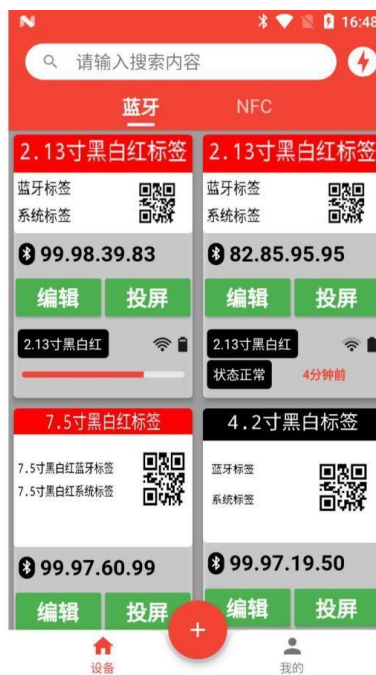 16:48
请输入搜索内容
蓝牙 NFC
2.13寸黑白红标签
蓝牙标签
系统标签
99.98.39.83
编辑 投屏
2.13寸黑白红
2.13寸黑白红标签
蓝牙标签
系统标签
82.85.95.95
编辑 投屏
2.13寸黑白红
状态正常 4分钟前
7.5寸黑白红标签
7.5寸黑白红蓝牙标签
7.5寸黑白红系统标签
99.97.60.99
编辑 投屏
4.2寸黑白标签
蓝牙标签
系统标签
99.97.19.50
编辑 投屏
+
设备 我的